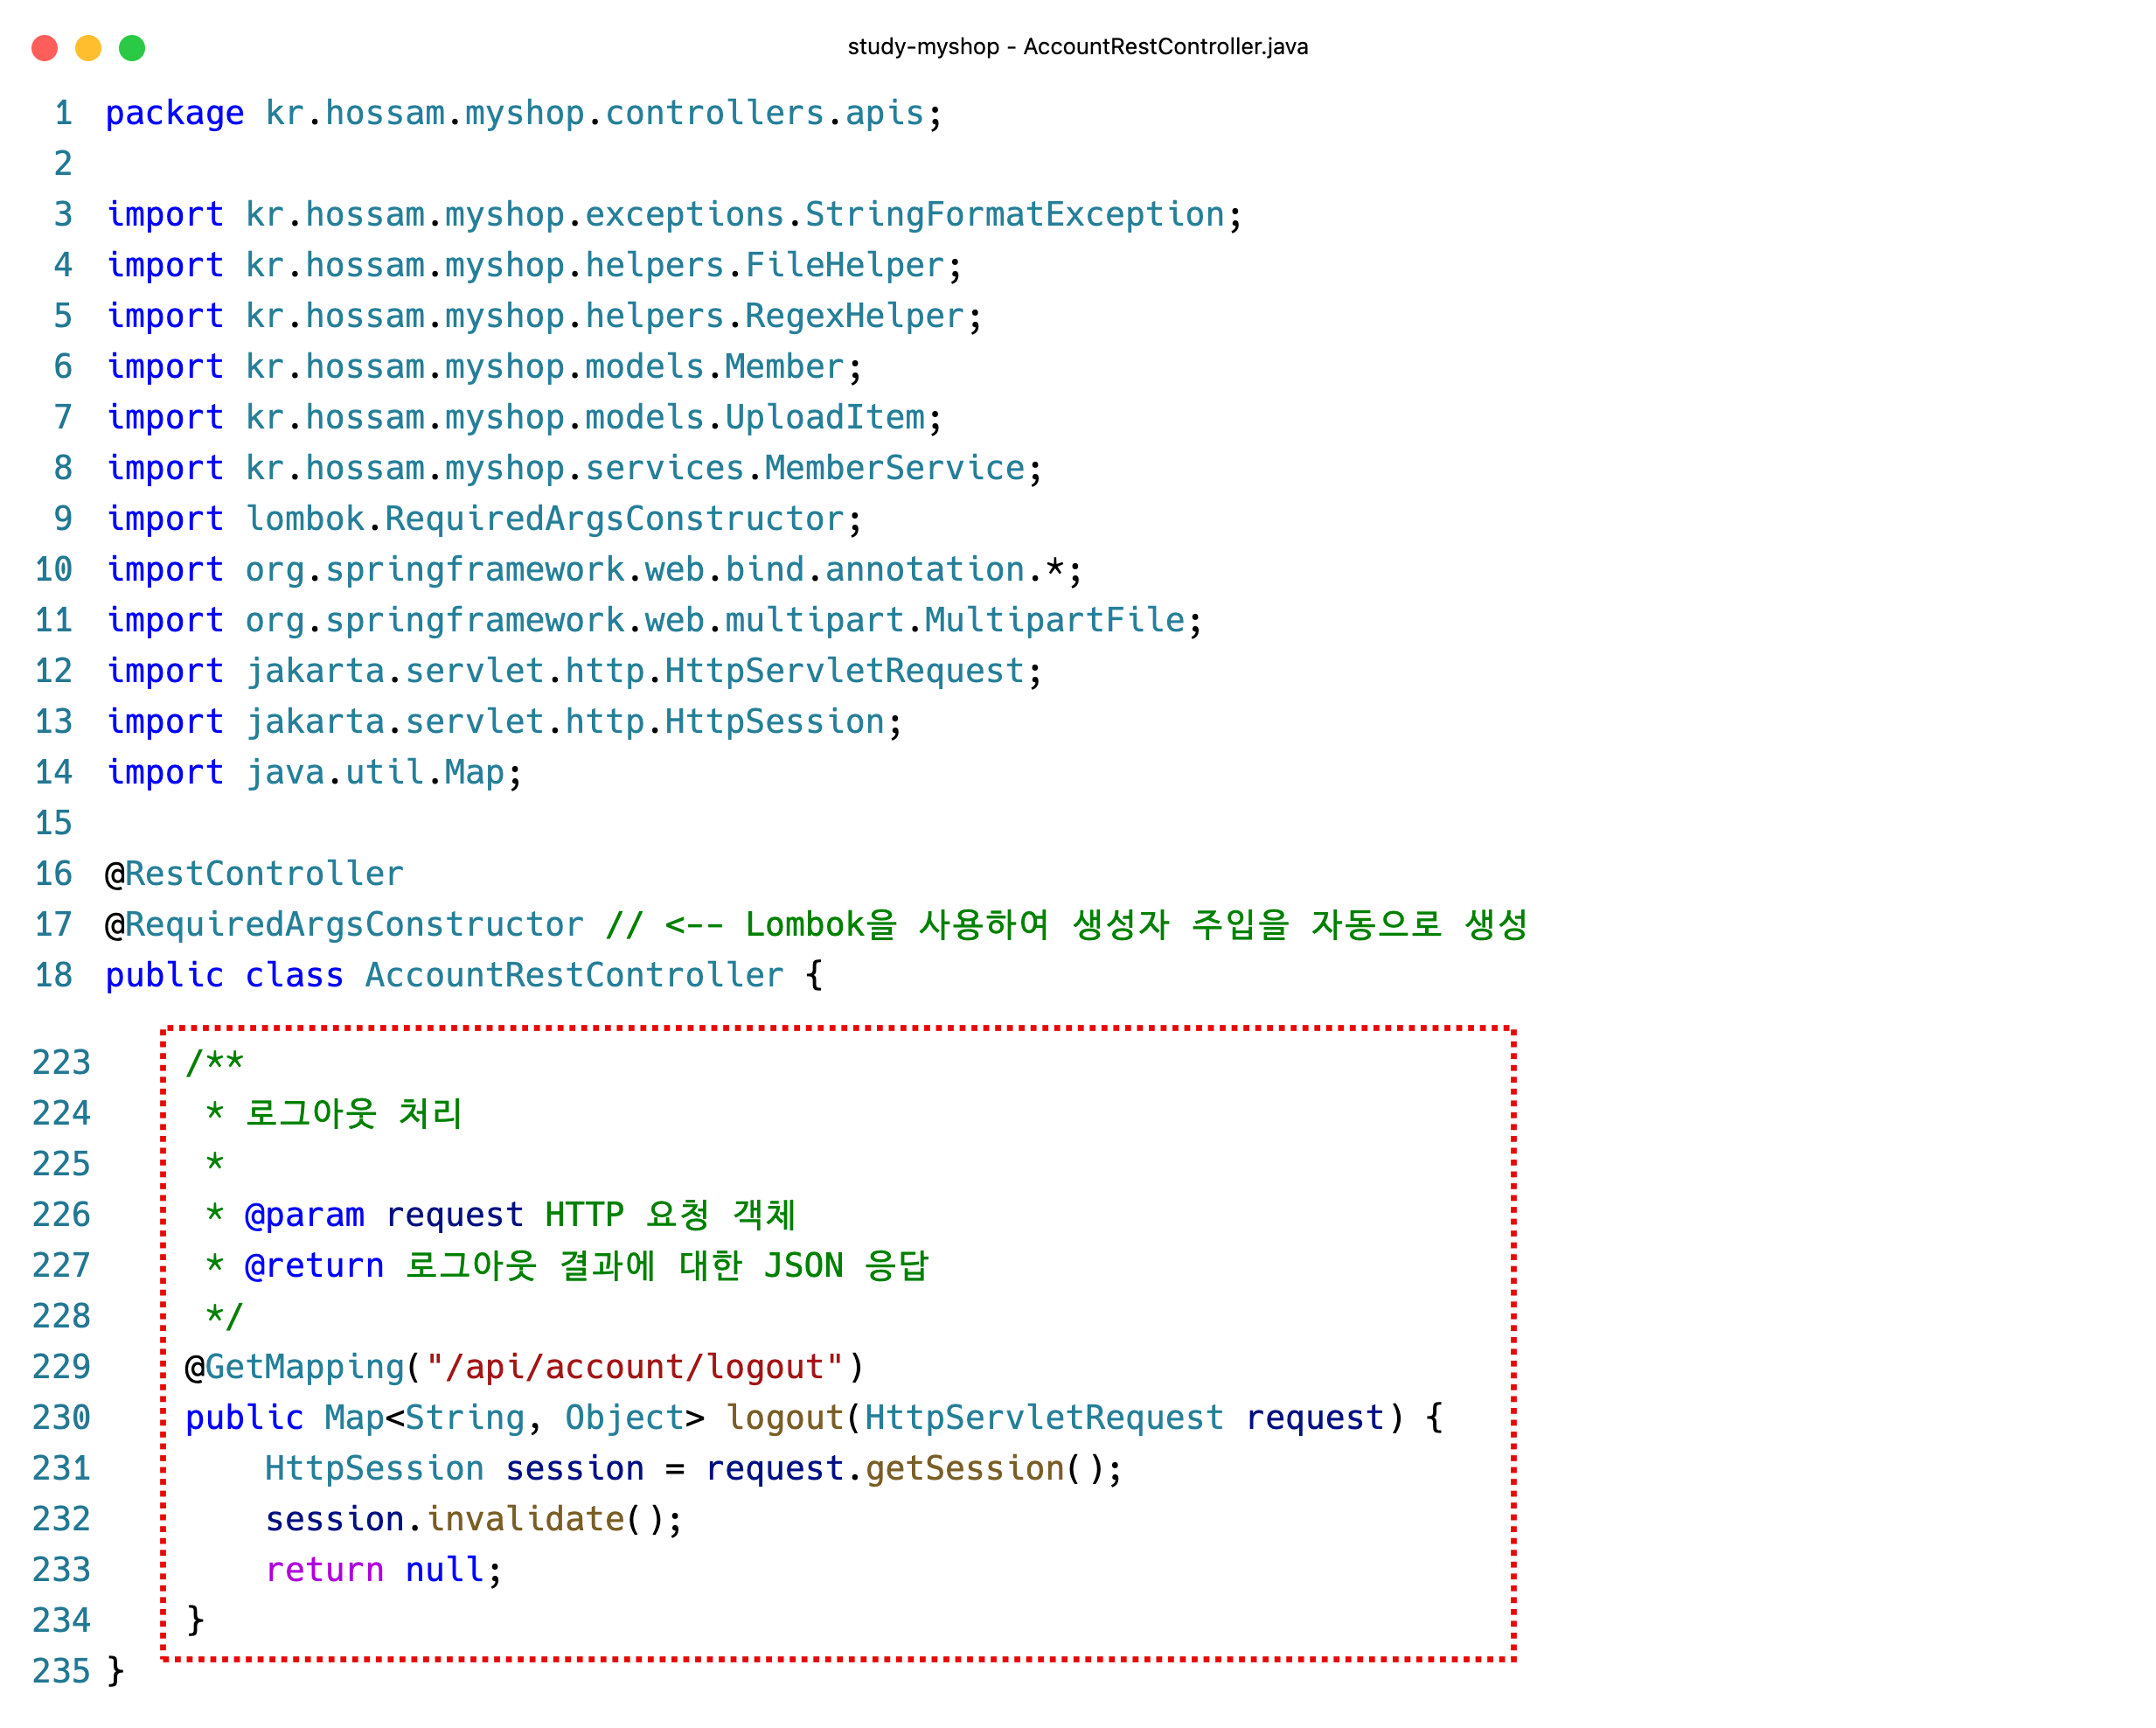 study-myshop - AccountRestController.java
1 package kr.hossam.myshop.controllers.apis;
2
3 import kr.hossam.myshop.exceptions.StringFormatException;
4 import kr.hossam.myshop.helpers.FileHelper;
5 import kr.hossam.myshop.helpers.RegexHelper;
6 import kr.hossam.myshop.models.Member;
7 import kr.hossam.myshop.models.UploadItem;
8 import kr.hossam.myshop.services.MemberService;
9 import lombok.RequiredArgsConstructor;
10 import org.springframework.web.bind.annotation.*;
11 import org.springframework.web.multipart.MultipartFile;
12 import jakarta.servlet.http.HttpServletRequest;
13 import jakarta.servlet.http.HttpSession;
14 import java.util.Map;
15
16 @RestController
17 @RequiredArgsConstructor // <-- Lombok을 사용하여 생성자 주입을 자동으로 생성
18 public class AccountRestController {
223     /**
224      * 로그아웃 처리
225      *
226      * @param request HTTP 요청 객체
227      * @return 로그아웃 결과에 대한 JSON 응답
228      */
229     @GetMapping("/api/account/logout")
230     public Map<String, Object> logout(HttpServletRequest request) {
231         HttpSession session = request.getSession();
232         session.invalidate();
233         return null;
234     }
235 }